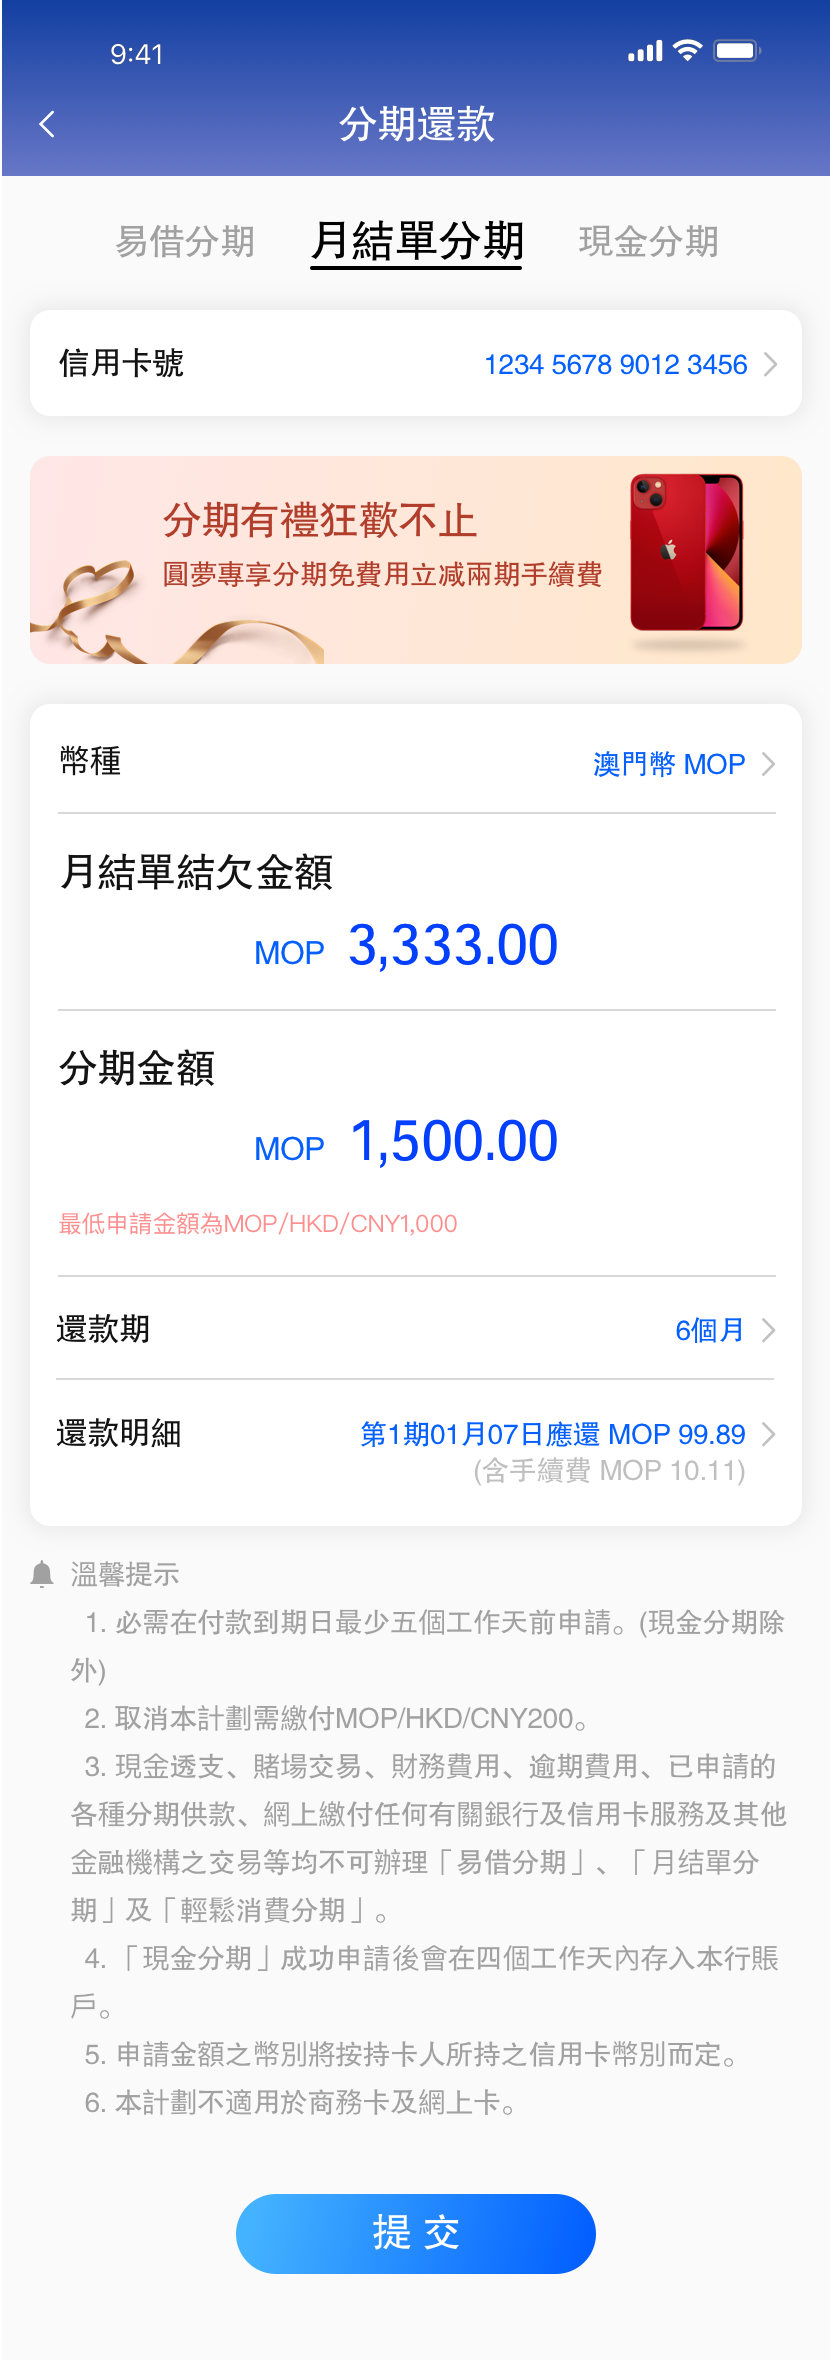 9:41
分期還款
易借分期 月結單分期 現金分期
信用卡號 1234 5678 9012 3456
分期有禮狂歡不止
圓夢專享分期免費用立減兩期手續費
幣種 澳門幣 MOP
月結單結欠金額
MOP 3,333.00
分期金額
MOP 1,500.00
最低申請金額為MOP/HKD/CNY1,000
還款期 6個月
還款明細 第1期01月07日應還 MOP 99.89
(含手續費 MOP 10.11)
溫馨提示
1. 必需在付款到期日最少五個工作天前申請。(現金分期除
外)
2. 取消本計劃需繳付MOP/HKD/CNY200。
3. 現金透支、賭場交易、財務費用、逾期費用、已申請的
各種分期供款、網上繳付任何有關銀行及信用卡服務及其他
金融機構之交易等均不可辦理「易借分期」、「月结單分
期」及「輕鬆消費分期」。
4. 「現金分期」成功申請後會在四個工作天內存入本行賬
戶。
5. 申請金額之幣別將按持卡人所持之信用卡幣別而定。
6. 本計劃不適用於商務卡及網上卡。
提交